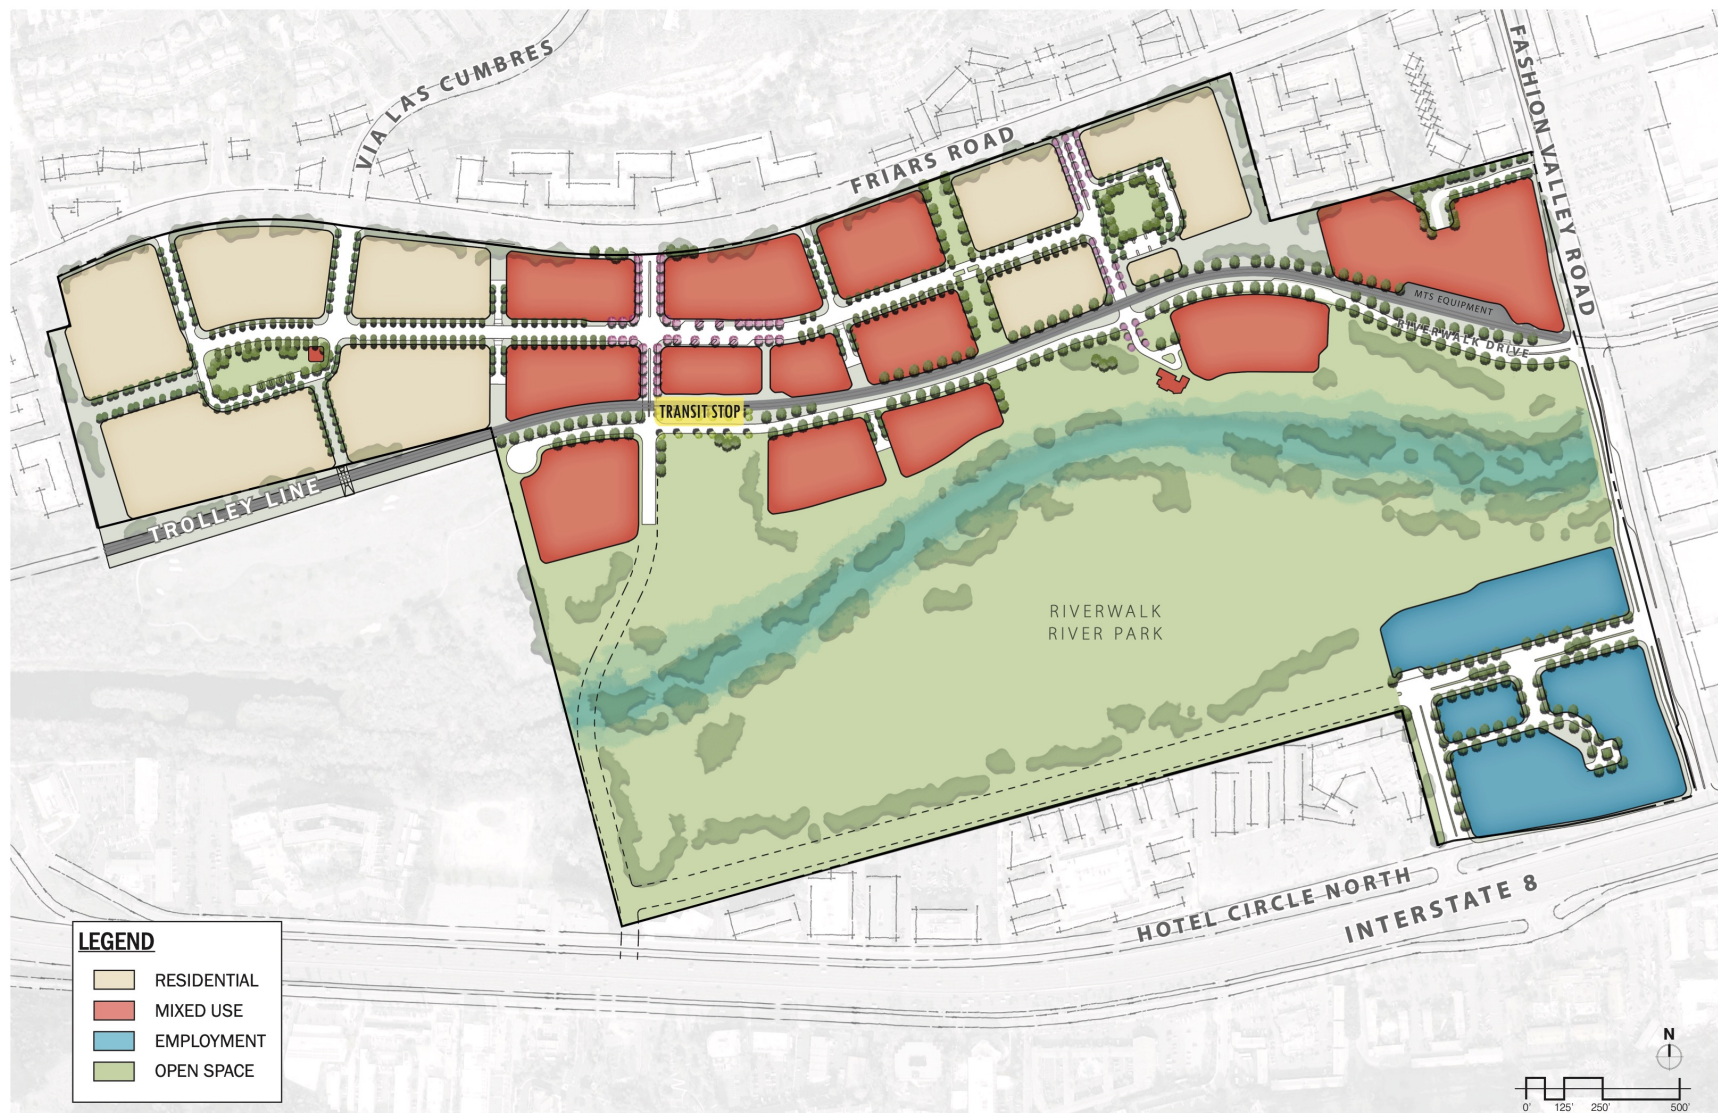 VIA LAS CUMBRES
FRIARS ROAD
FASHION VALLEY ROAD
MTS EQUIPMENT
RIVERWALK DRIVE
TRANSIT STOP
TROLLEY LINE
RIVERWALK
RIVER PARK
HOTEL CIRCLE NORTH
INTERSTATE 8
LEGEND
RESIDENTIAL
MIXED USE
EMPLOYMENT
OPEN SPACE
N
0' 125' 250' 500'